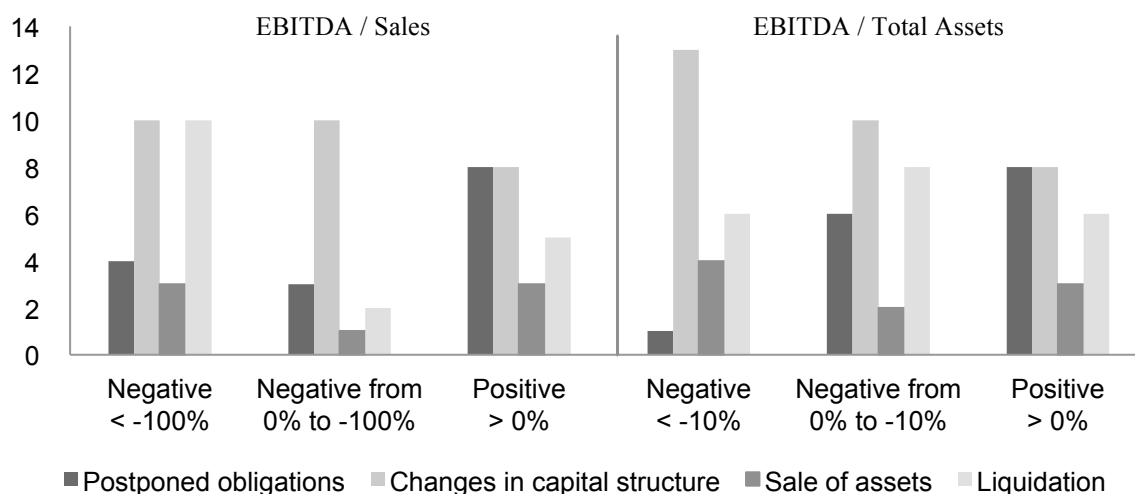 EBITDA / Sales
EBITDA / Total Assets
14
12
10
8
6
4
2
0
Negative
< -100%
Negative from
0% to -100%
Positive
> 0%
Negative
< -10%
Negative from
0% to -10%
Positive
> 0%
Postponed obligations
Changes in capital structure
Sale of assets
Liquidation